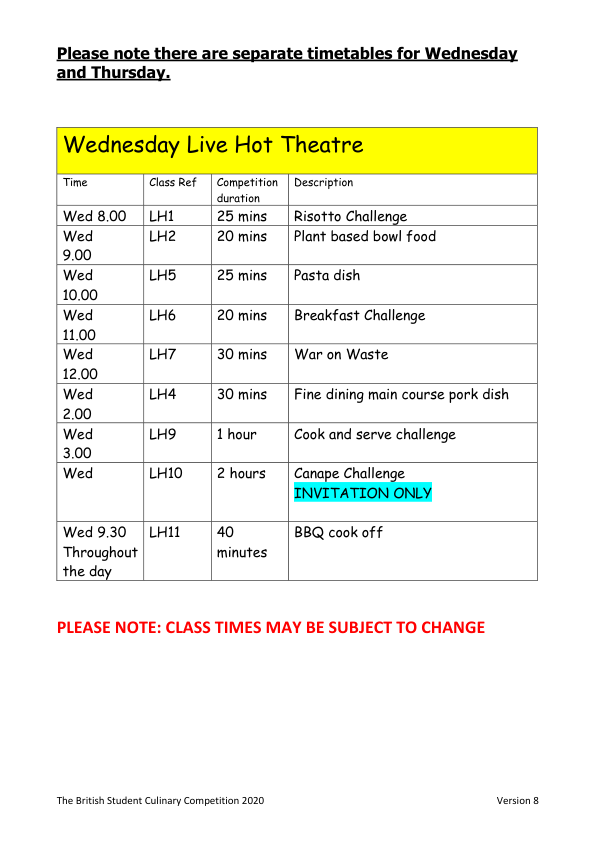 Please note there are separate timetables for Wednesday
and Thursday.
Wednesday Live Hot Theatre
Time Class Ref Competition duration Description
Wed 8.00 LH1 25 mins Risotto Challenge
Wed 9.00 LH2 20 mins Plant based bowl food
Wed 10.00 LH5 25 mins Pasta dish
Wed 11.00 LH6 20 mins Breakfast Challenge
Wed 12.00 LH7 30 mins War on Waste
Wed 2.00 LH4 30 mins Fine dining main course pork dish
Wed 3.00 LH9 1 hour Cook and serve challenge
Wed LH10 2 hours Canape Challenge
INVITATION ONLY
Wed 9.30 Throughout the day LH11 40 minutes BBQ cook off
PLEASE NOTE: CLASS TIMES MAY BE SUBJECT TO CHANGE
The British Student Culinary Competition 2020 Version 8